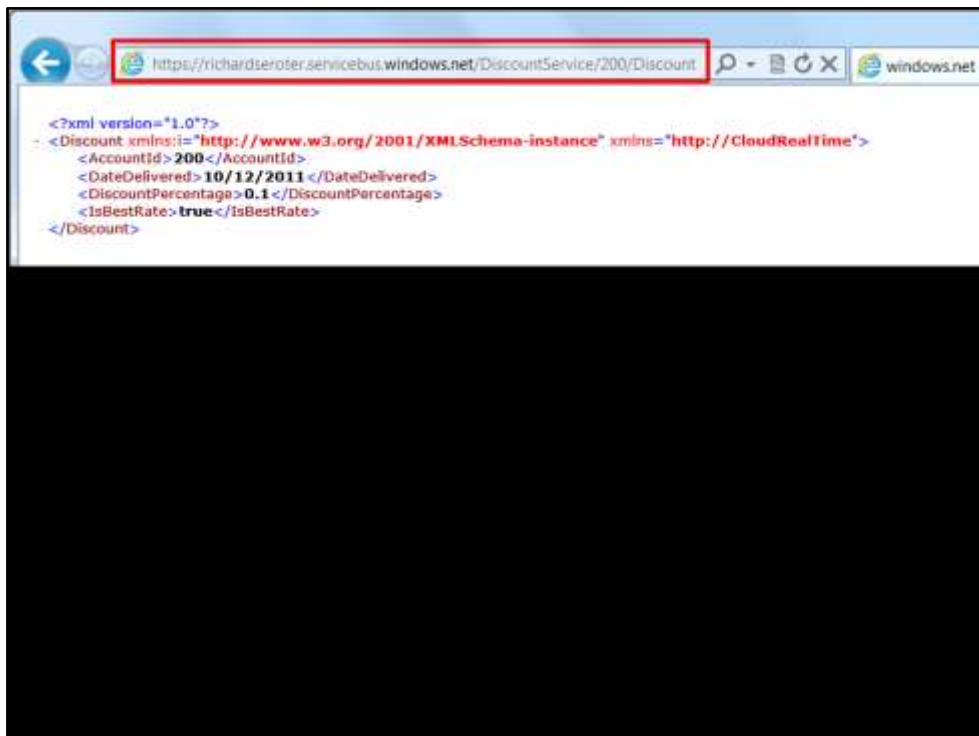 https://richardseroter.servicebus.windows.net/DiscountService/200/Discount
windows.net
<?xml version="1.0"?>
- <Discount xmlns:i="http://www.w3.org/2001/XMLSchema-instance" xmlns="http://CloudRealTime">
<AccountId>200</AccountId>
<DateDelivered>10/12/2011</DateDelivered>
<DiscountPercentage>0.1</DiscountPercentage>
<IsBestRate>true</IsBestRate>
</Discount>